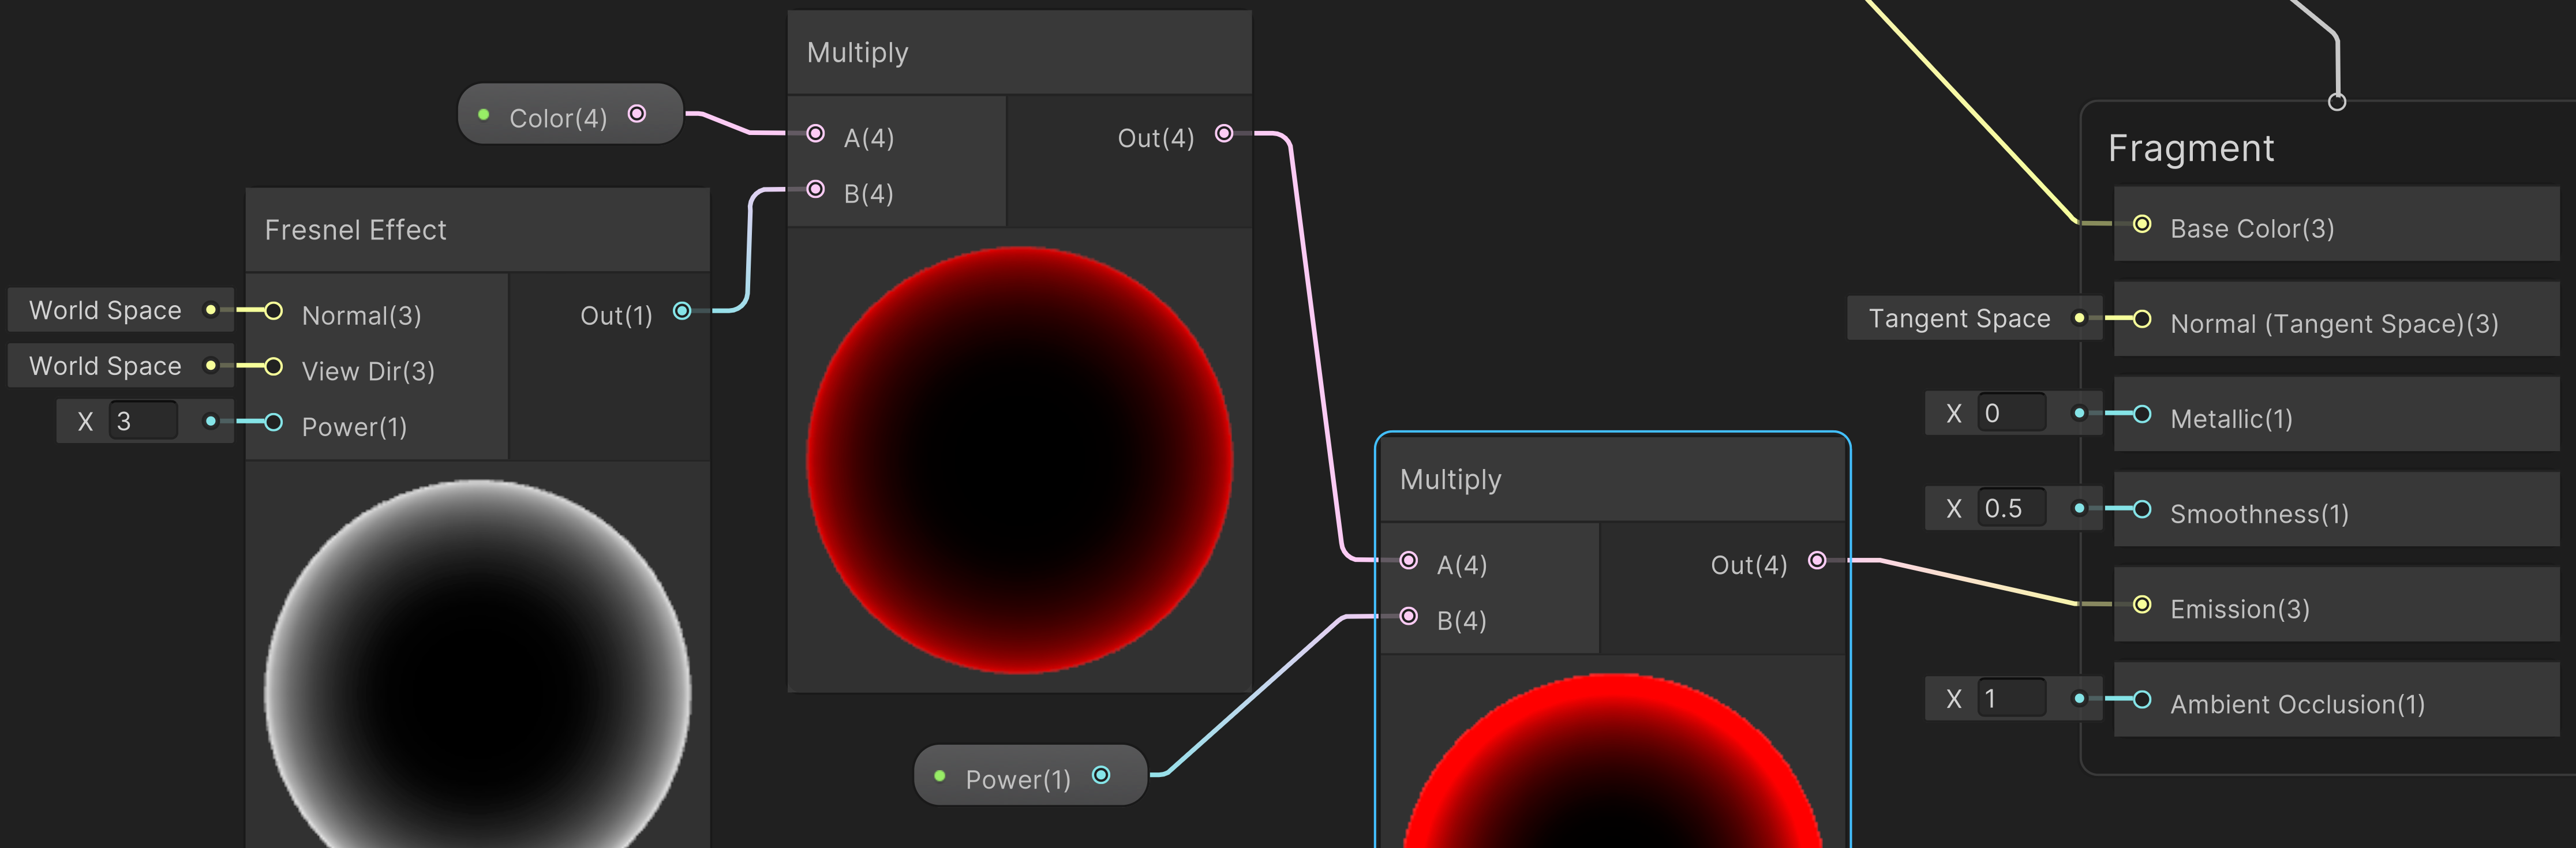 Multiply
Color(4)
A(4)
Out(4)
B(4)
Fresnel Effect
World Space
Normal(3)
Out(1)
World Space
View Dir(3)
X 3
Power(1)
Power(1)
Multiply
A(4)
Out(4)
B(4)
Fragment
Base Color(3)
Tangent Space
Normal (Tangent Space)(3)
X 0
Metallic(1)
X 0.5
Smoothness(1)
Emission(3)
X 1
Ambient Occlusion(1)